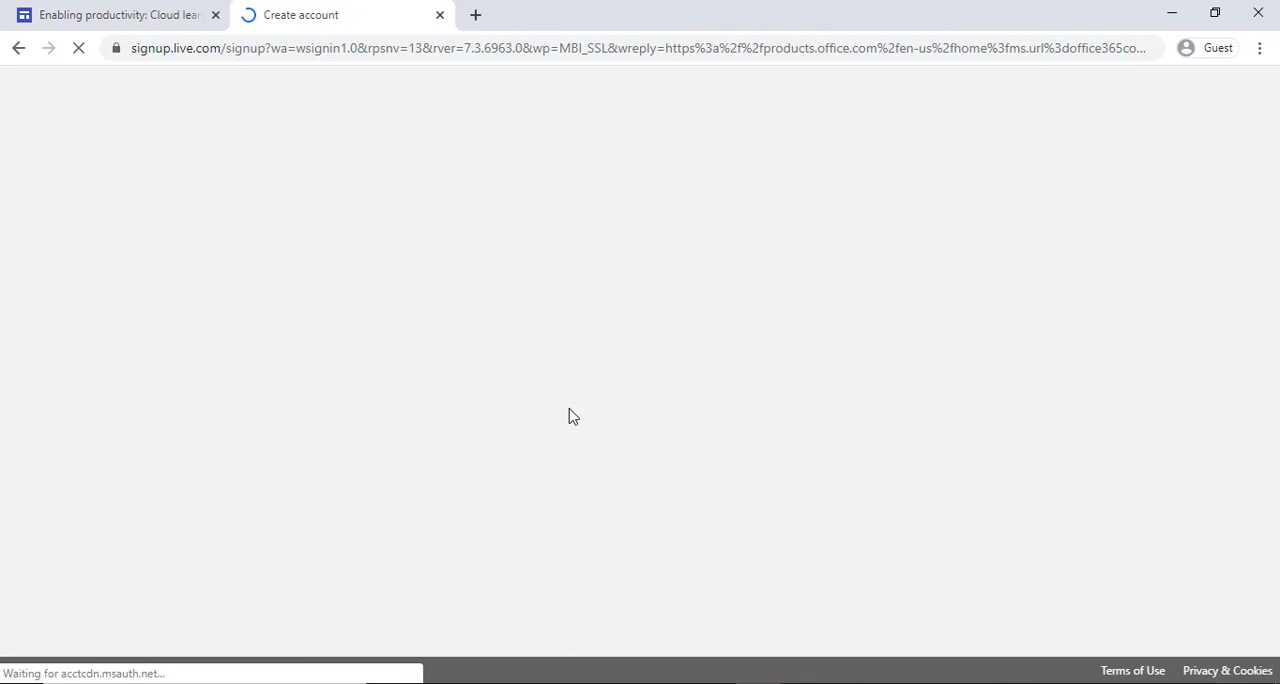 Enabling productivity: Cloud lear
Create account
signup.live.com/signup?wa=wsignin1.0&rpsnv=13&rver=7.3.6963.0&wp=MBI_SSL&wreply=https%3a%2f%2fproducts.office.com%2fen-us%2fhome%3fms.url%3doffice365co...
Guest
Terms of Use Privacy & Cookies
Waiting for acctcdn.msauth.net...